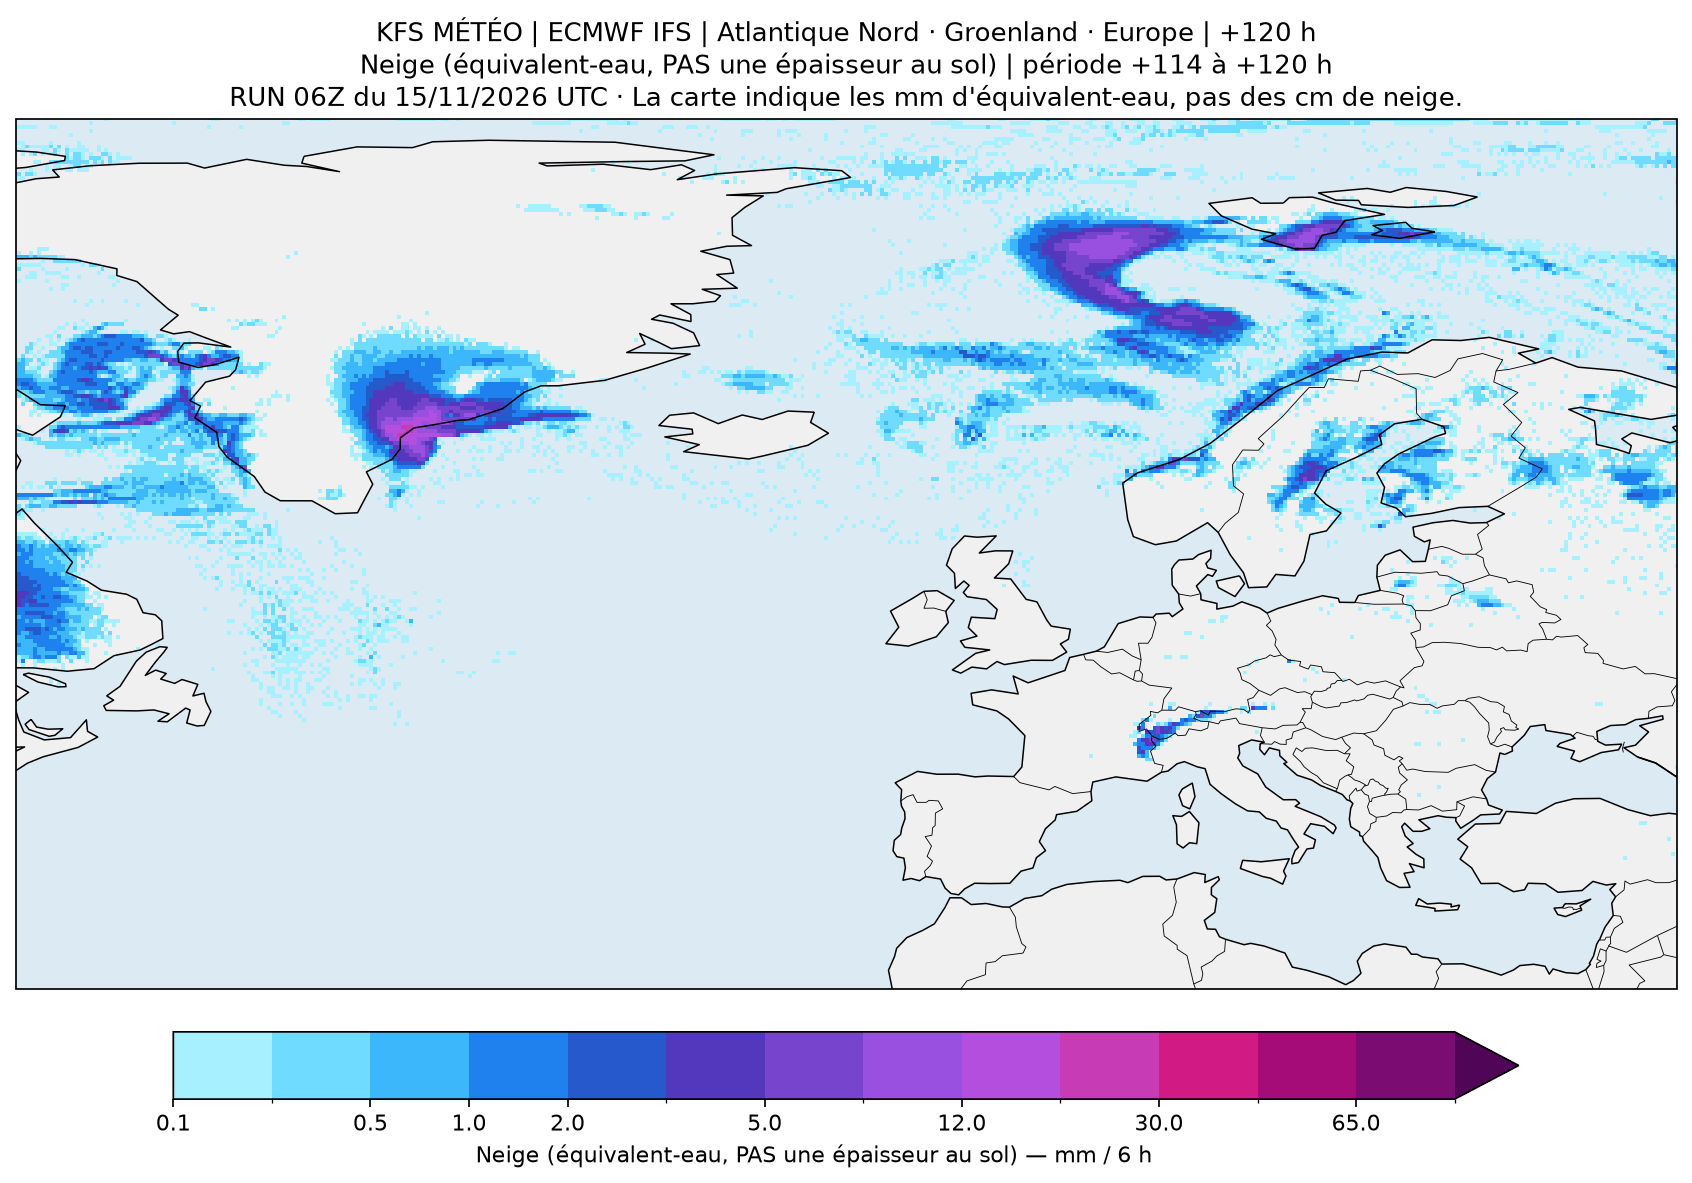 KFS MÉTÉO | ECMWF IFS | Atlantique Nord · Groenland · Europe | +120 h
Neige (équivalent-eau, PAS une épaisseur au sol) | période +114 à +120 h
RUN 06Z du 15/11/2026 UTC · La carte indique les mm d'équivalent-eau, pas des cm de neige.
0.1 0.5 1.0 2.0 5.0 12.0 30.0 65.0
Neige (équivalent-eau, PAS une épaisseur au sol) — mm / 6 h